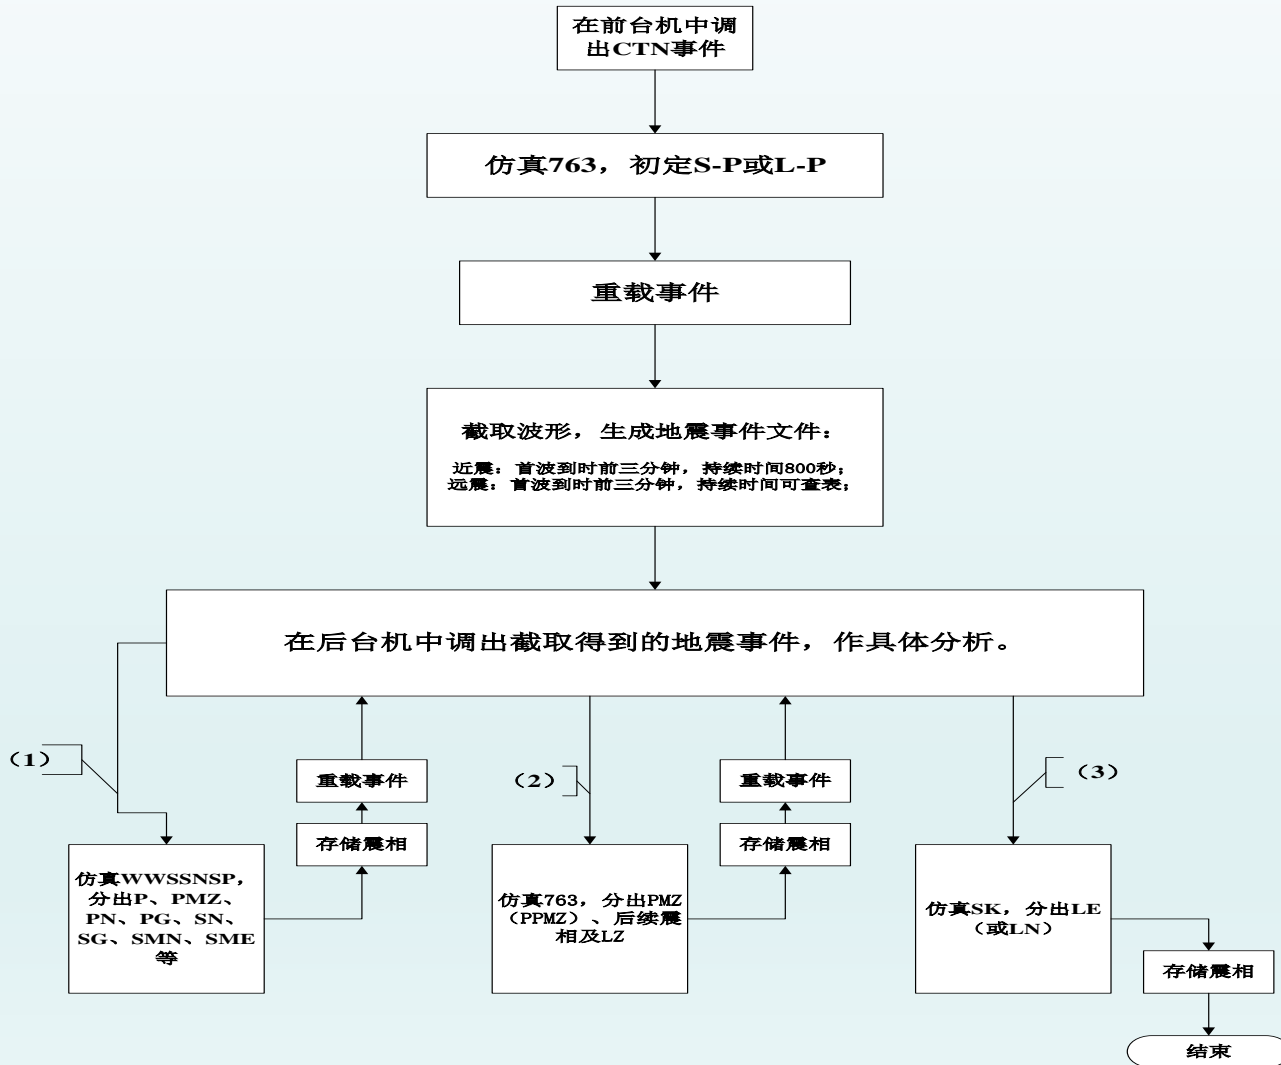 在前台机中调
出CTN事件
仿真763，初定S-P或L-P
重载事件
截取波形，生成地震事件文件：
近震：首波到时前三分钟，持续时间800秒；
远震：首波到时前三分钟，持续时间可查表；
在后台机中调出截取得到的地震事件，作具体分析。
（1）
重载事件
存储震相
仿真WWSSNSP，
分出P、PMZ、
PN、PG、SN、
SG、SMN、SME
等
（2）
重载事件
存储震相
仿真763，分出PMZ
（PPMZ）、后续震
相及LZ
（3）
仿真SK，分出LE
（或LN）
存储震相
结束